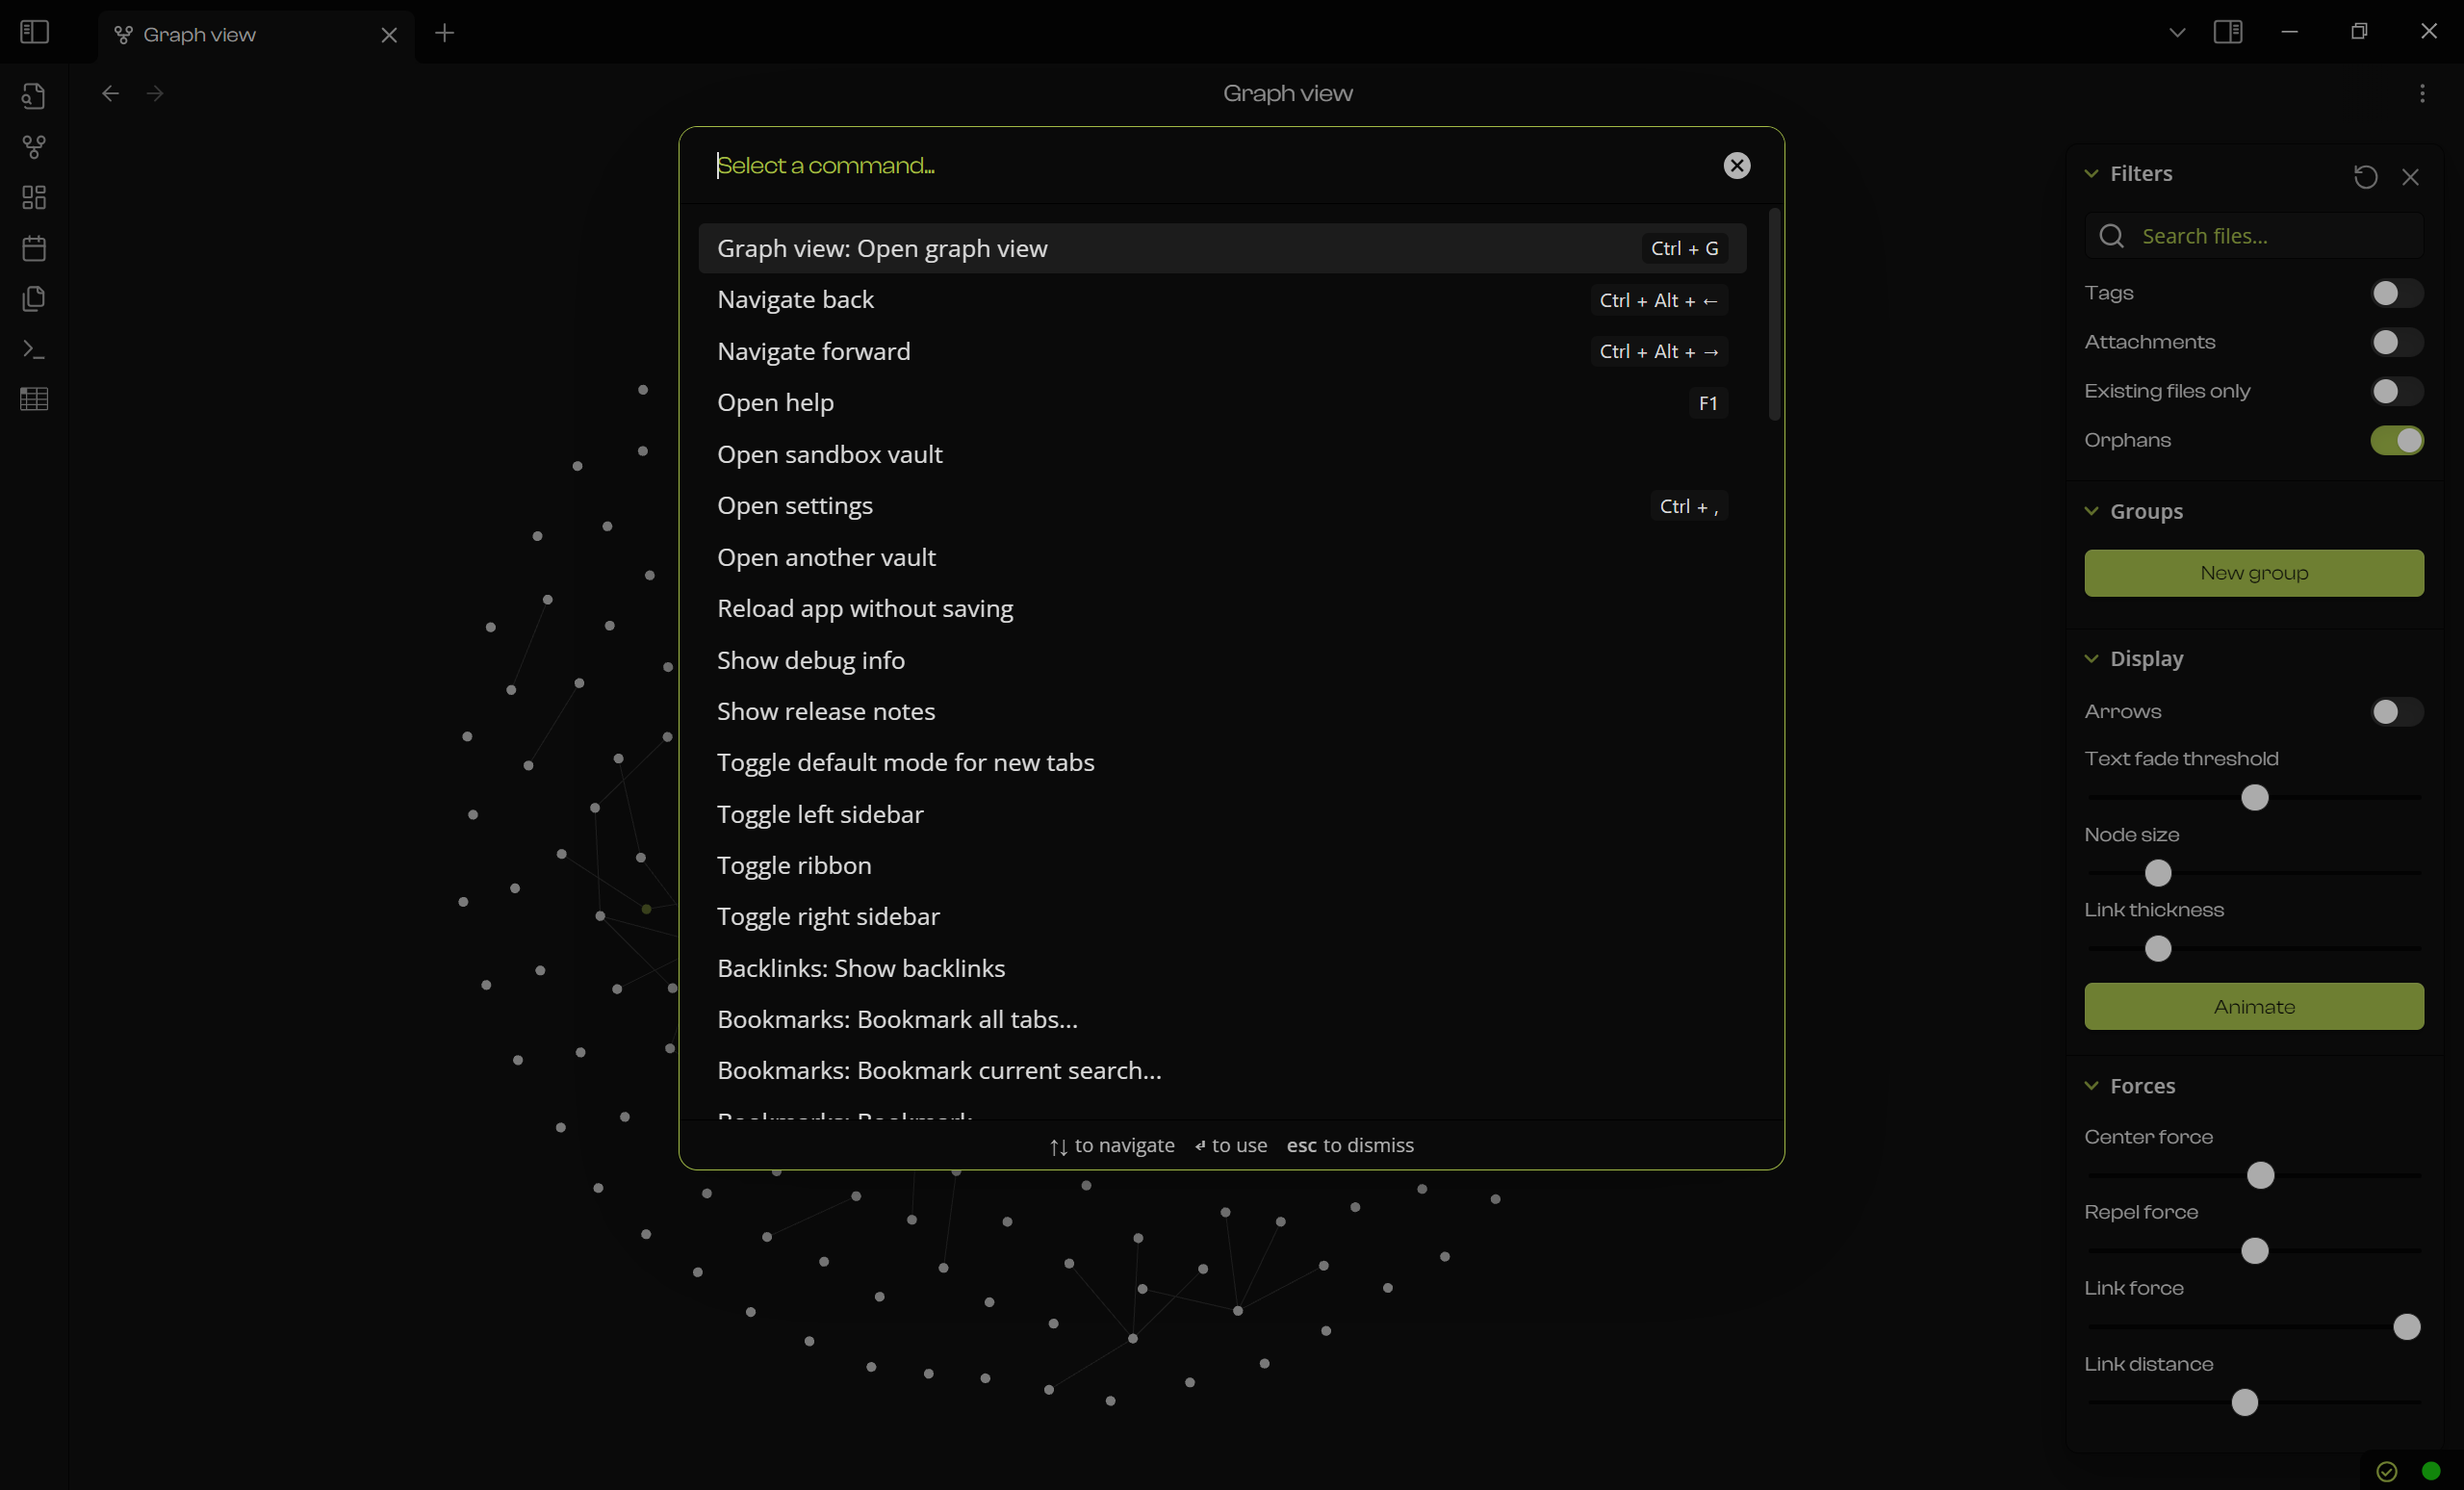 Graph view
Graph view
Select a command...
Graph view: Open graph view Ctrl + G
Navigate back Ctrl + Alt + ←
Navigate forward Ctrl + Alt + →
Open help F1
Open sandbox vault
Open settings Ctrl + ,
Open another vault
Reload app without saving
Show debug info
Show release notes
Toggle default mode for new tabs
Toggle left sidebar
Toggle ribbon
Toggle right sidebar
Backlinks: Show backlinks
Bookmarks: Bookmark all tabs...
Bookmarks: Bookmark current search...
Bookmarks: Bookmark
↑↓ to navigate ↵ to use esc to dismiss
Filters
Search files...
Tags
Attachments
Existing files only
Orphans
Groups
New group
Display
Arrows
Text fade threshold
Node size
Link thickness
Animate
Forces
Center force
Repel force
Link force
Link distance